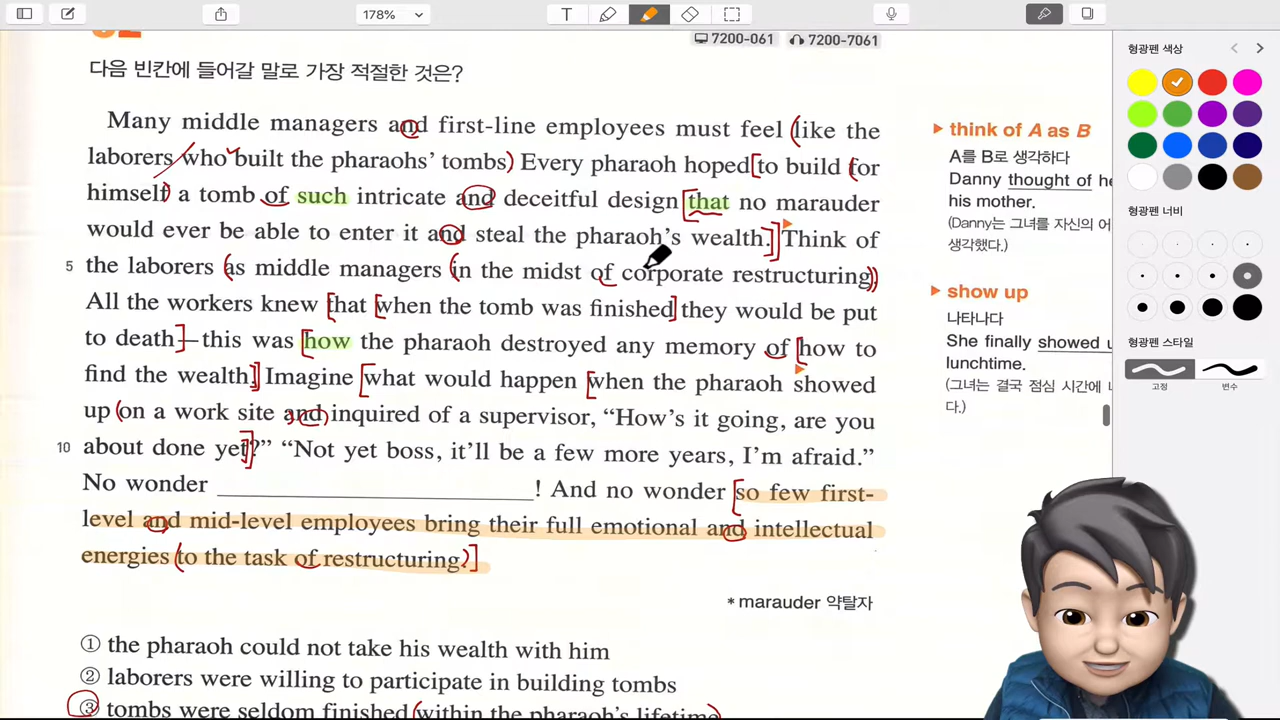 178%
T
7200-061 7200-7061
형광펜 색상
다음 빈칸에 들어갈 말로 가장 적절한 것은?
Many middle managers and first-line employees must feel (like the
laborers who built the pharaohs' tombs) Every pharaoh hoped [to build (for
himself) a tomb of such intricate and deceitful design [that no marauder
would ever be able to enter it and steal the pharaoh's wealth.]] Think of
5 the laborers (as middle managers (in the midst of corporate restructuring.))
All the workers knew [that [when the tomb was finished] they would be put
to death]—this was [how the pharaoh destroyed any memory of [how to
find the wealth.]] Imagine [what would happen [when the pharaoh showed
up (on a work site) and inquired of a supervisor, "How's it going, are you
10 about done yet]?" "Not yet boss, it'll be a few more years, I'm afraid."
No wonder ____________________! And no wonder [so few first-
level and mid-level employees bring their full emotional and intellectual
energies (to the task of restructuring.)]
* marauder 약탈자
① the pharaoh could not take his wealth with him
② laborers were willing to participate in building tombs
③ tombs were seldom finished (within the pharaoh's lifetime)
think of A as B
A를 B로 생각하다
Danny thought of he
his mother.
(Danny는 그녀를 자신의 어
생각했다.)
show up
나타나다
She finally showed u
lunchtime.
(그녀는 결국 점심 시간에 나
다.)
형광펜 너비
형광펜 스타일
고정
변수